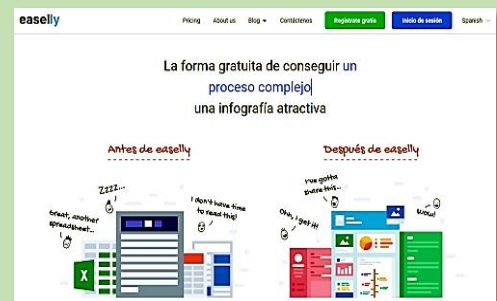 easelly
Pricing About us Blog Contáctenos Regístrate gratis Inicio de sesión Spanish
La forma gratuita de conseguir un
proceso complejo
una infografía atractiva
Antes de easelly
Después de easelly
Zzzz...
Great, another
spreadsheet...
I don't have time
to read this!
I've gotta
share this...
Ohh, I get it!
Wow!
X